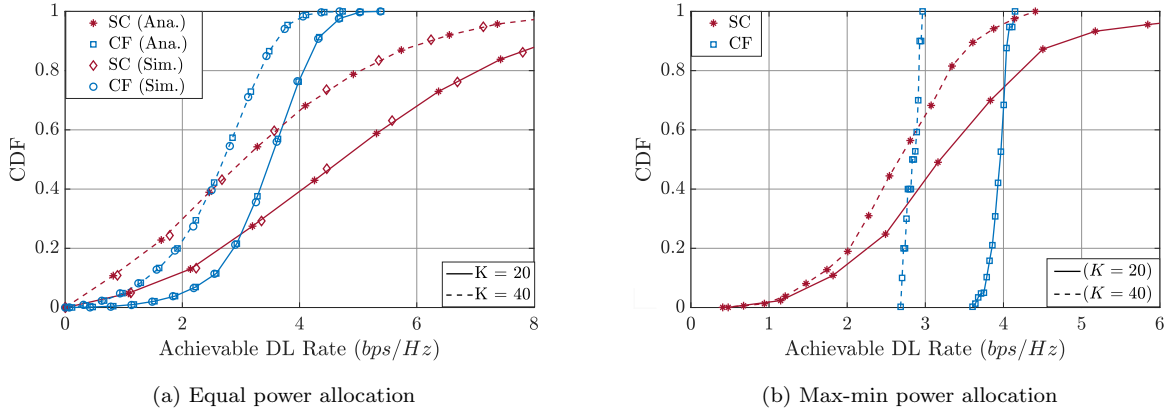 1
0.8
0.6
0.4
0.2
0
CDF
SC (Ana.)
CF (Ana.)
SC (Sim.)
CF (Sim.)
K = 20
K = 40
0 2 4 6 8
Achievable DL Rate (bps/Hz)
(a) Equal power allocation
1
0.8
0.6
0.4
0.2
0
CDF
SC
CF
(K = 20)
(K = 40)
0 1 2 3 4 5 6
Achievable DL Rate (bps/Hz)
(b) Max-min power allocation